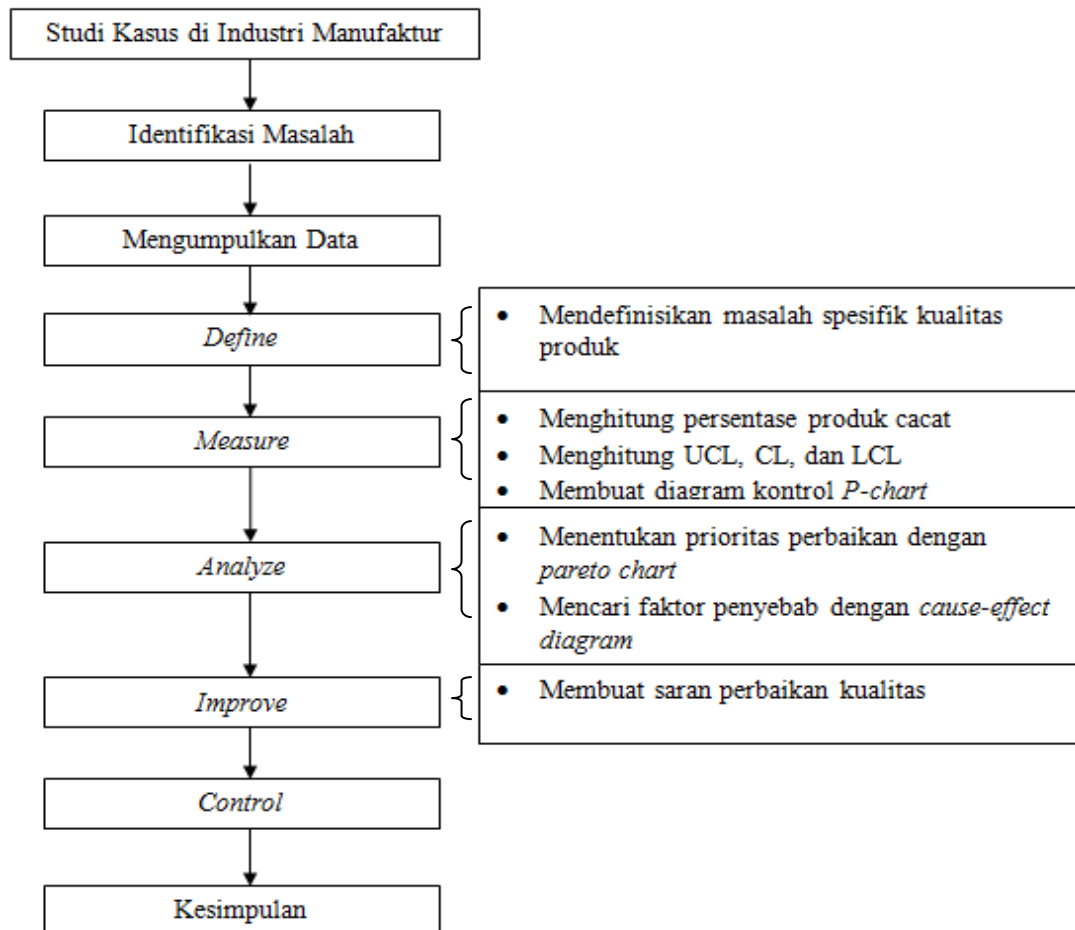 Studi Kasus di Industri Manufaktur
Identifikasi Masalah
Mengumpulkan Data
Define
• Mendefinisikan masalah spesifik kualitas
produk
Measure
• Menghitung persentase produk cacat
• Menghitung UCL, CL, dan LCL
• Membuat diagram kontrol P-chart
Analyze
• Menentukan prioritas perbaikan dengan
pareto chart
• Mencari faktor penyebab dengan cause-effect
diagram
Improve
• Membuat saran perbaikan kualitas
Control
Kesimpulan